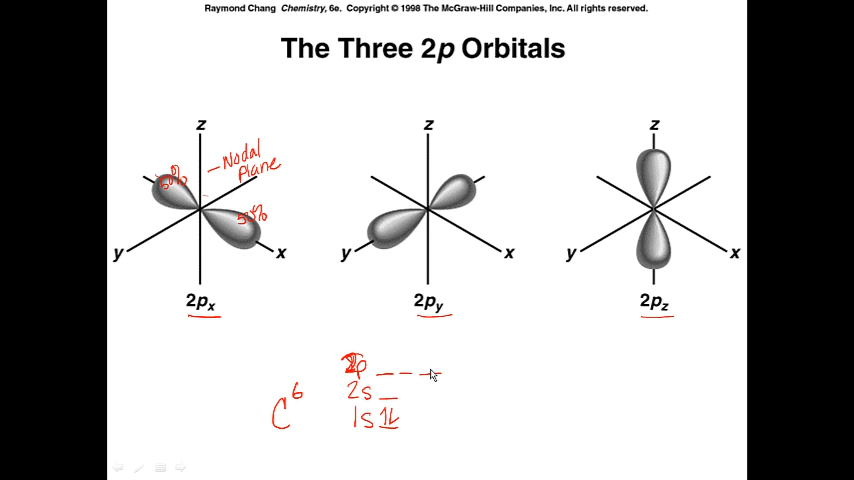 Raymond Chang Chemistry, 6e. Copyright © 1998 The McGraw-Hill Companies, Inc. All rights reserved.
The Three 2p Orbitals
z
Nodal
Plane
50%
50%
y
x
2px
z
y
x
2py
z
y
x
2pz
C6
2p _ _ _
2s _
1s ⥮